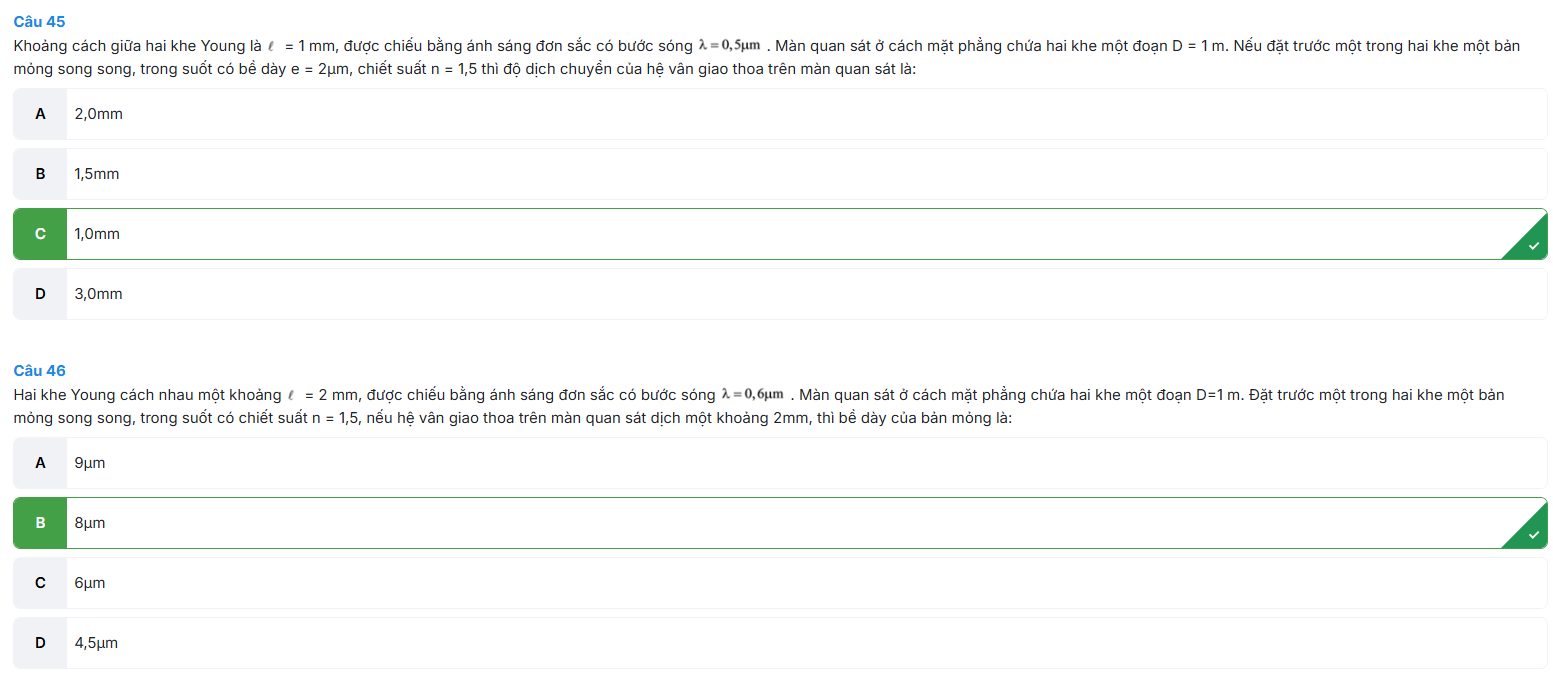 Câu 45
Khoảng cách giữa hai khe Young là ℓ = 1 mm, được chiếu bằng ánh sáng đơn sắc có bước sóng λ = 0,5μm . Màn quan sát ở cách mặt phẳng chứa hai khe một đoạn D = 1 m. Nếu đặt trước một trong hai khe một bản
mỏng song song, trong suốt có bề dày e = 2μm, chiết suất n = 1,5 thì độ dịch chuyển của hệ vân giao thoa trên màn quan sát là:
A 2,0mm
B 1,5mm
C 1,0mm
D 3,0mm
Câu 46
Hai khe Young cách nhau một khoảng ℓ = 2 mm, được chiếu bằng ánh sáng đơn sắc có bước sóng λ = 0,6μm . Màn quan sát ở cách mặt phẳng chứa hai khe một đoạn D=1 m. Đặt trước một trong hai khe một bản
mỏng song song, trong suốt có chiết suất n = 1,5, nếu hệ vân giao thoa trên màn quan sát dịch một khoảng 2mm, thì bề dày của bản mỏng là:
A 9μm
B 8μm
C 6μm
D 4,5μm